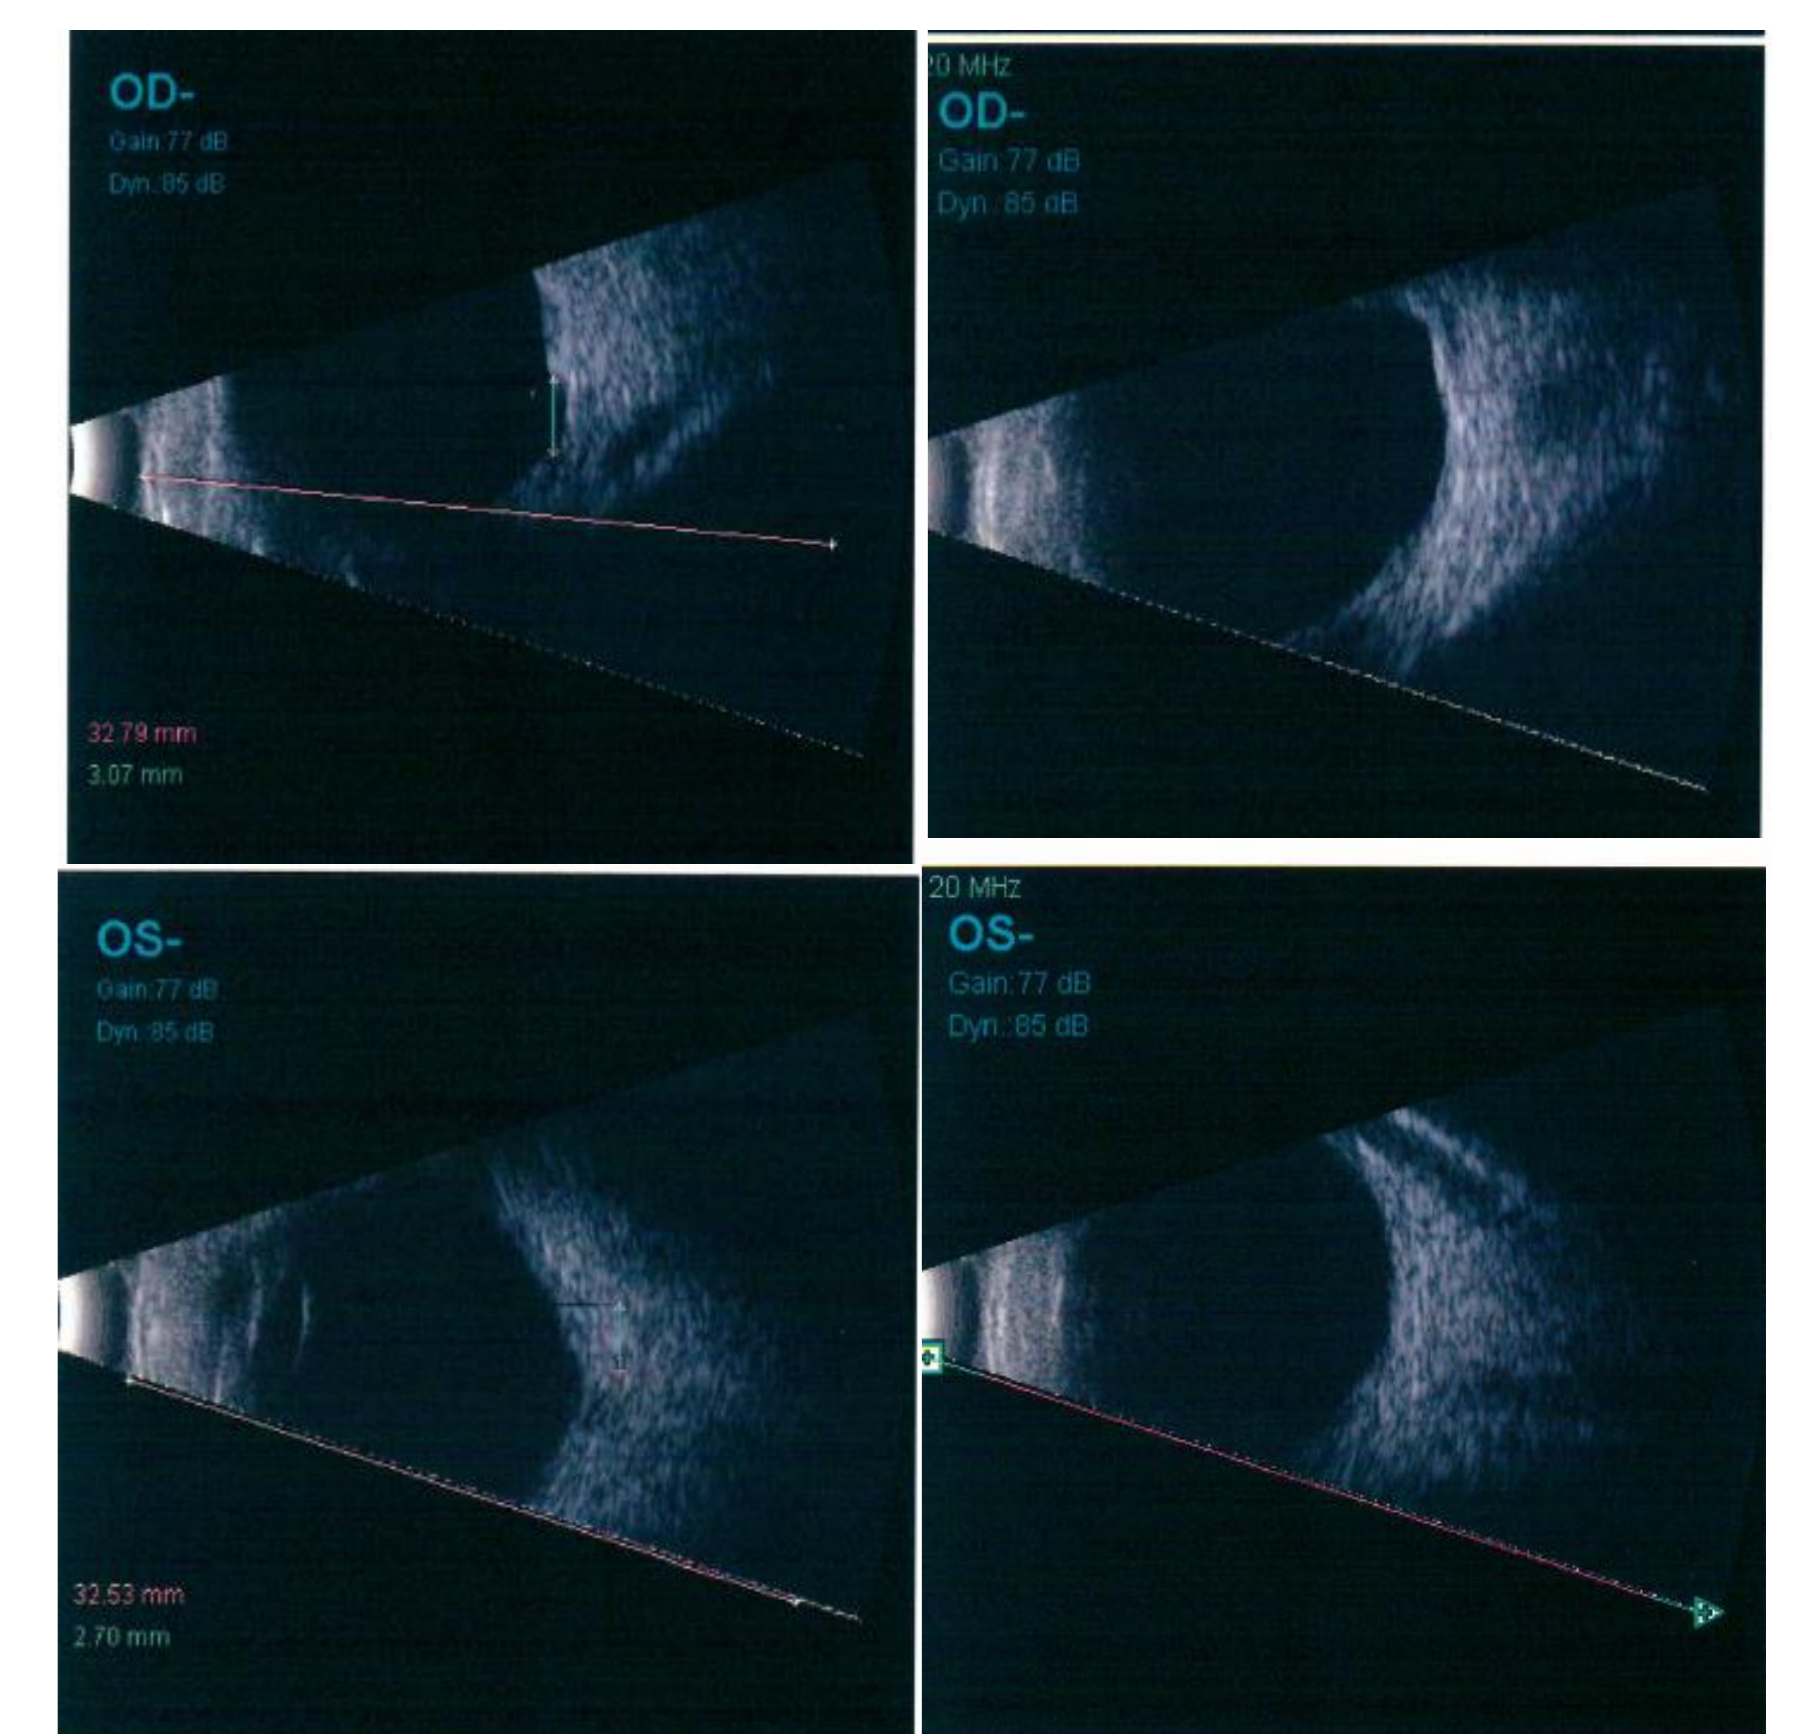 OD-
Gain:77 dB
Dyn.:85 dB
32.79 mm
3.07 mm
20 MHz
OD-
Gain:77 dB
Dyn.:85 dB
OS-
Gain:77 dB
Dyn.:85 dB
32.53 mm
2.70 mm
20 MHz
OS-
Gain:77 dB
Dyn.:85 dB